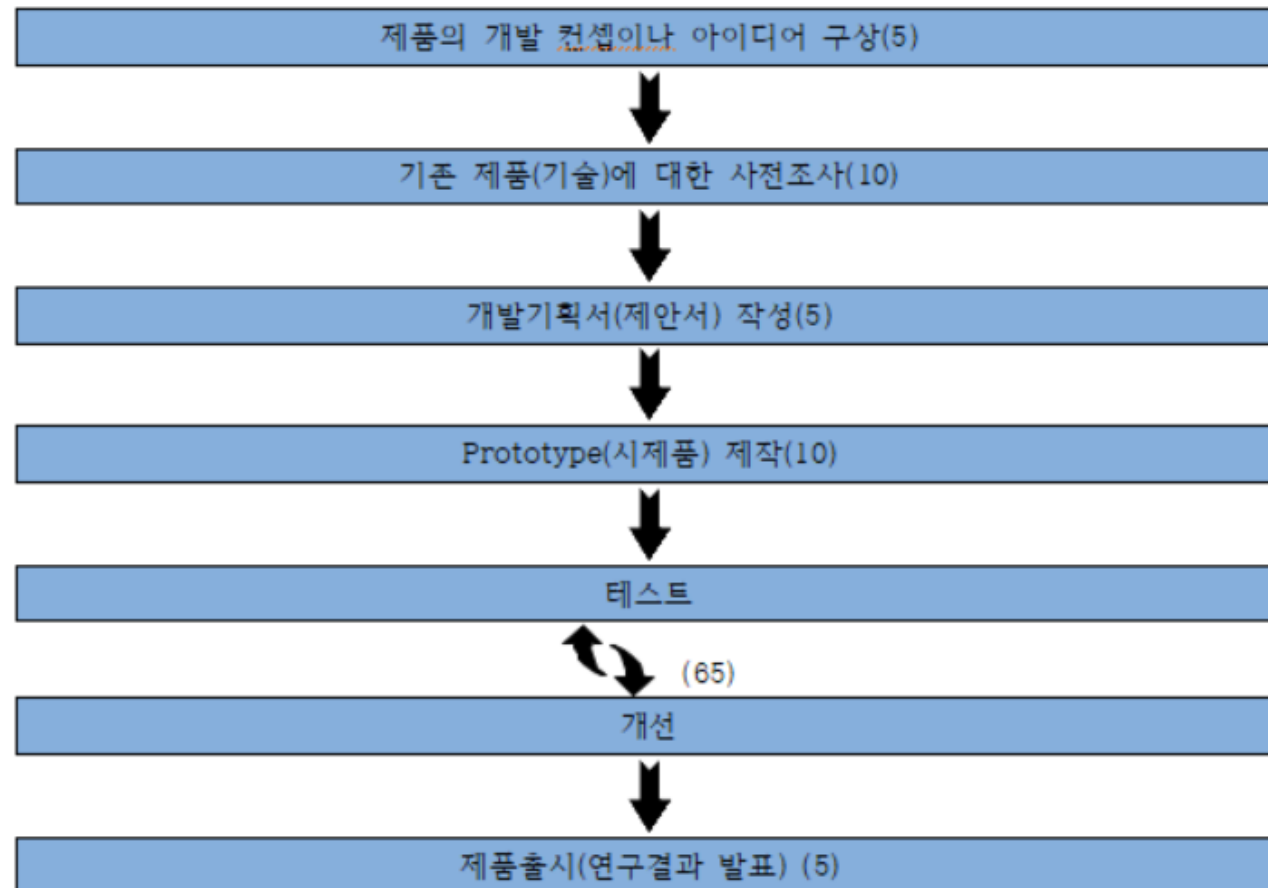 제품의 개발 컨셉이나 아이디어 구상(5)
기존 제품(기술)에 대한 사전조사(10)
개발기획서(제안서) 작성(5)
Prototype(시제품) 제작(10)
테스트
(65)
개선
제품출시(연구결과 발표) (5)